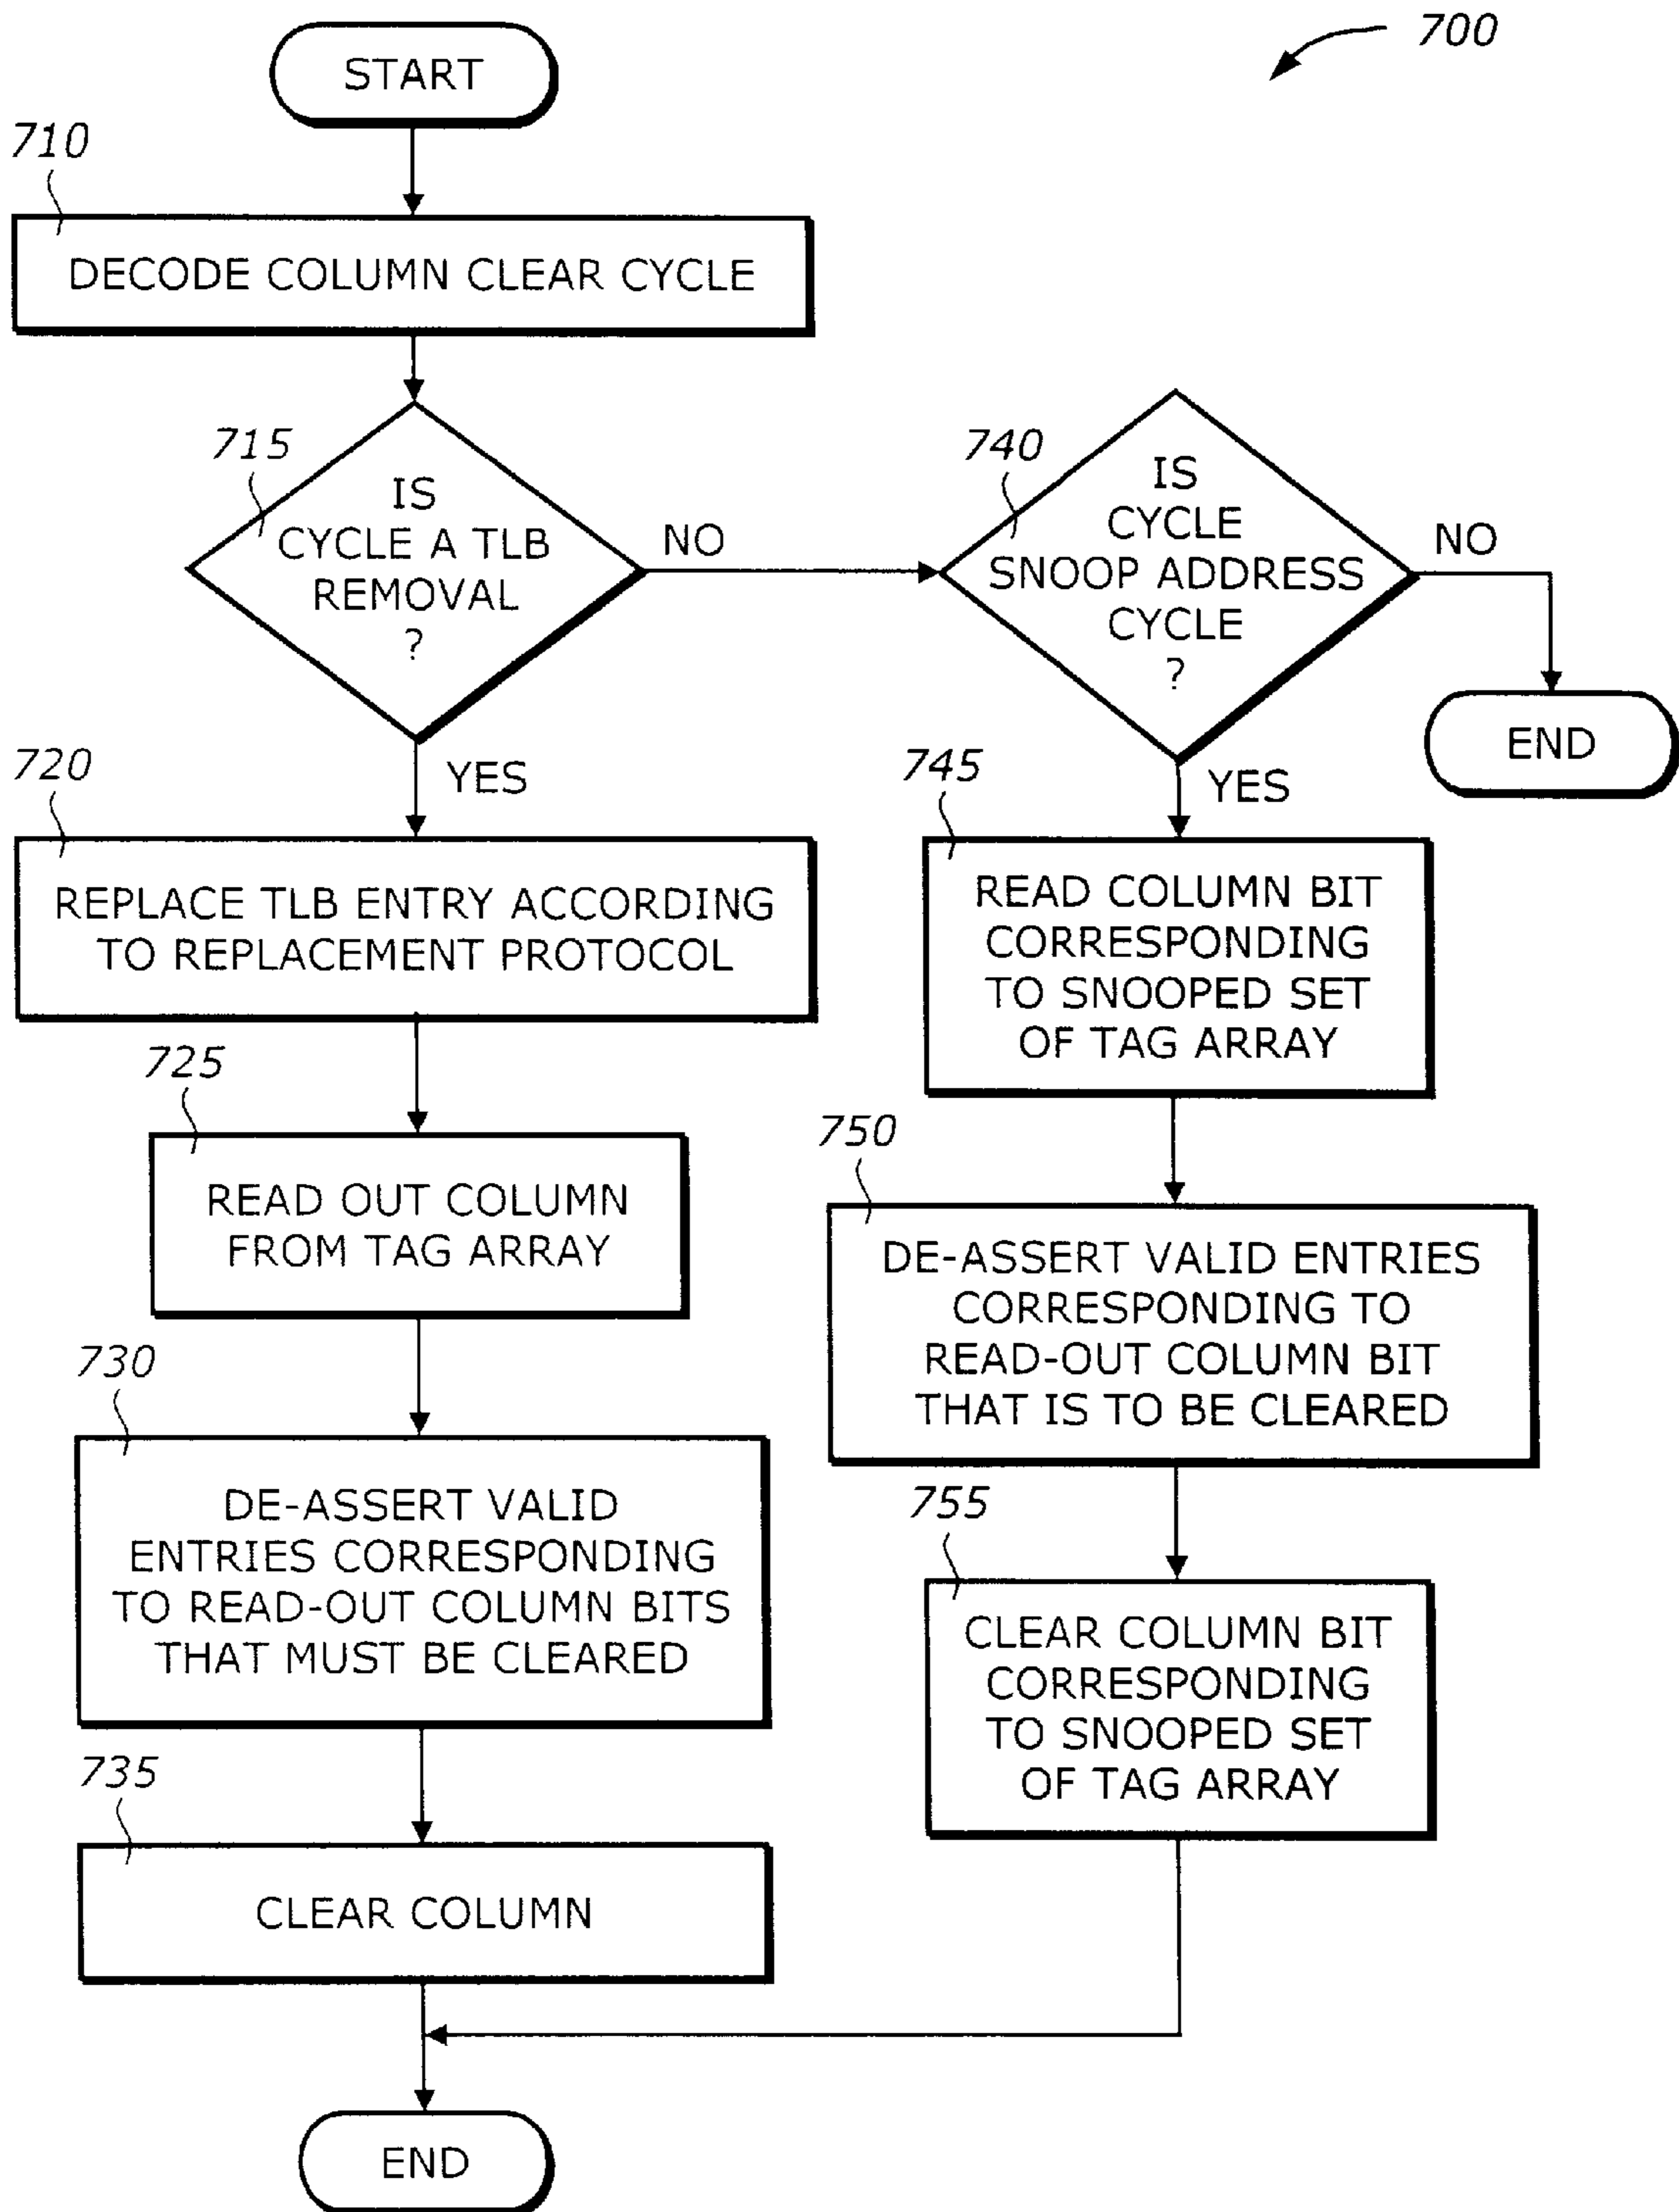 700
START
710
DECODE COLUMN CLEAR CYCLE
715
IS
CYCLE A TLB
REMOVAL
?
NO
YES
740
IS
CYCLE
SNOOP ADDRESS
CYCLE
?
NO
END
YES
720
REPLACE TLB ENTRY ACCORDING
TO REPLACEMENT PROTOCOL
725
READ OUT COLUMN
FROM TAG ARRAY
730
DE-ASSERT VALID
ENTRIES CORRESPONDING
TO READ-OUT COLUMN BITS
THAT MUST BE CLEARED
735
CLEAR COLUMN
745
READ COLUMN BIT
CORRESPONDING
TO SNOOPED SET
OF TAG ARRAY
750
DE-ASSERT VALID ENTRIES
CORRESPONDING TO
READ-OUT COLUMN BIT
THAT IS TO BE CLEARED
755
CLEAR COLUMN BIT
CORRESPONDING
TO SNOOPED SET
OF TAG ARRAY
END